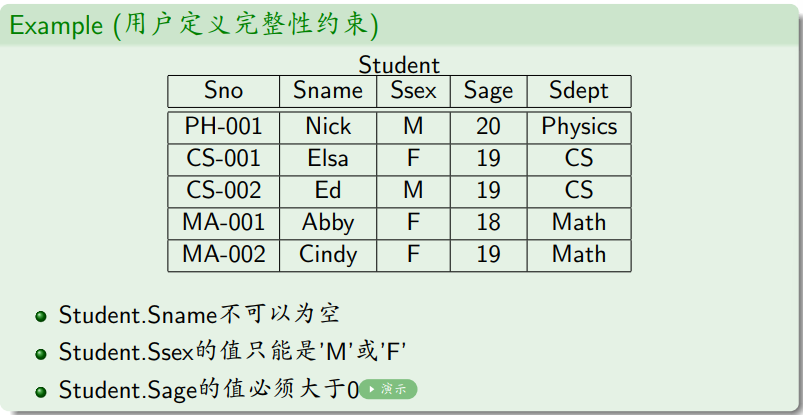 Example (用户定义完整性约束)
Student
Sno Sname Ssex Sage Sdept
PH-001 Nick M 20 Physics
CS-001 Elsa F 19 CS
CS-002 Ed M 19 CS
MA-001 Abby F 18 Math
MA-002 Cindy F 19 Math
Student.Sname不可以为空
Student.Ssex的值只能是'M'或'F'
Student.Sage的值必须大于0 演示